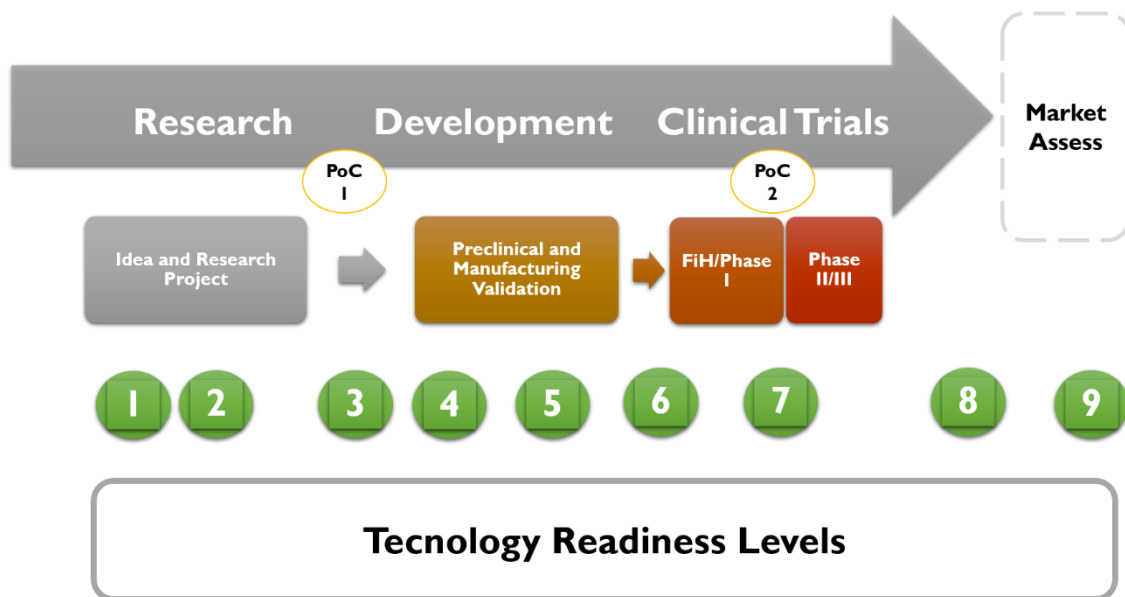 Research
Development
Clinical Trials
Market
Assess
PoC
1
PoC
2
Idea and Research
Project
Preclinical and
Manufacturing
Validation
FiH/Phase
I
Phase
II/III
1
2
3
4
5
6
7
8
9
Tecnology Readiness Levels